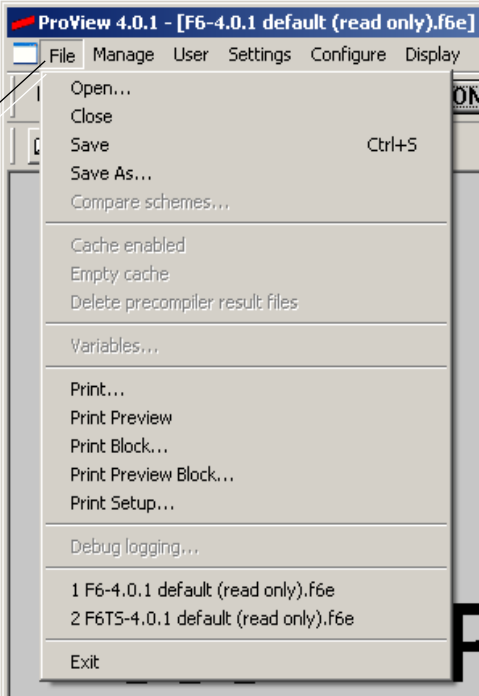 ProView 4.0.1 - [F6-4.0.1 default (read only).f6e]
File Manage User Settings Configure Display
Open...
Close
Save Ctrl+S
Save As...
Compare schemes...
Cache enabled
Empty cache
Delete precompiler result files
Variables...
Print...
Print Preview
Print Block...
Print Preview Block...
Print Setup...
Debug logging...
1 F6-4.0.1 default (read only).f6e
2 F6TS-4.0.1 default (read only).f6e
Exit